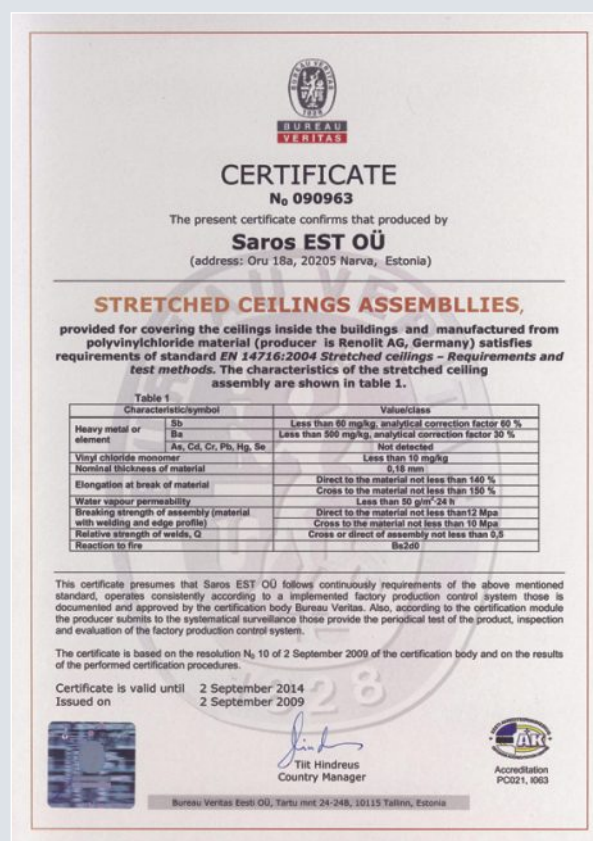 BUREAU VERITAS
1828
BUREAU
VERITAS
CERTIFICATE
No 090963
The present certificate confirms that produced by
Saros EST OÜ
(address: Oru 18a, 20205 Narva, Estonia)
STRETCHED CEILINGS ASSEMBLLIES,
provided for covering the ceilings inside the buildings and manufactured from
polyvinylchloride material (producer is Renolit AG, Germany) satisfies
requirements of standard EN 14716:2004 Stretched ceilings – Requirements and
test methods. The characteristics of the stretched ceiling
assembly are shown in table 1.
Table 1
Characteristic/symbol Value/class
Heavy metal or element Sb Less than 60 mg/kg, analytical correction factor 60 %
Ba Less than 500 mg/kg, analytical correction factor 30 %
As, Cd, Cr, Pb, Hg, Se Not detected
Vinyl chloride monomer Less than 10 mg/kg
Nominal thickness of material 0,18 mm
Elongation at break of material Direct to the material not less than 140 %
Cross to the material not less than 150 %
Water vapour permeability Less than 50 g/m²·24 h
Breaking strength of assembly (material Direct to the material not less than12 Mpa
with welding and edge profile) Cross to the material not less than 10 Mpa
Relative strength of welds, Q Cross or direct of assembly not less than 0,5
Reaction to fire Bs2d0
This certificate presumes that Saros EST OÜ follows continuously requirements of the above mentioned
standard, operates consistently according to a implemented factory production control system those is
documented and approved by the certification body Bureau Veritas. Also, according to the certification module
the producer submits to the systematical surveillance those provide the periodical test of the product, inspection
and evaluation of the factory production control system.
The certificate is based on the resolution No 10 of 2 September 2009 of the certification body and on the results
of the performed certification procedures.
Certificate is valid until 2 September 2014
Issued on 2 September 2009
Tiit Hindreus
Country Manager
EAK
Accreditation
PC021, I063
Bureau Veritas Eesti OÜ, Tartu mnt 24-24B, 10115 Tallinn, Estonia